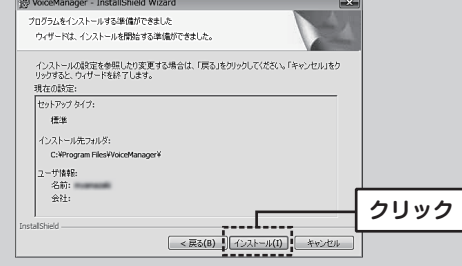 VoiceManager - InstallShield Wizard
プログラムをインストールする準備ができました
ウィザードは、インストールを開始する準備ができました。
インストールの設定を参照したり変更する場合は、「戻る」をクリックしてください。「キャンセル」をク
リックすると、ウィザードを終了します。
現在の設定:
セットアップ タイプ:
標準
インストール先フォルダ:
C:¥Program Files¥VoiceManager¥
ユーザ情報:
名前:
会社:
クリック
InstallShield
< 戻る(B)
インストール(I)
キャンセル